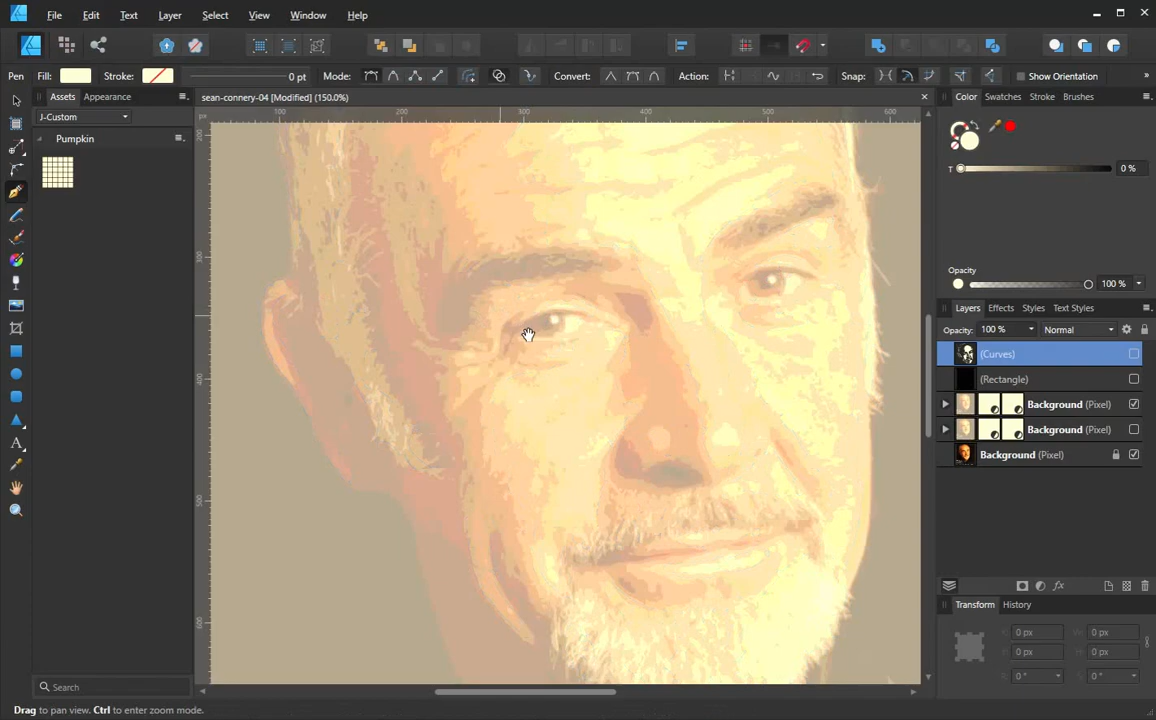 File Edit Text Layer Select View Window Help
Pen Fill: Stroke: 0 pt Mode: Convert: Action: Snap: Show Orientation »
Assets Appearance
sean-connery-04 [Modified] (150.0%)
Color Swatches Stroke Brushes
J-Custom
px 100 200 300 400 500 600
Pumpkin
200
T 0 %
300
Opacity
100 %
Layers Effects Styles Text Styles
Opacity: 100 % Normal
(Curves)
(Rectangle)
400
Background (Pixel)
Background (Pixel)
Background (Pixel)
500
Transform History
600
0 px 0 px
0 px 0 px
0 ° 0 °
Search
Drag to pan view. Ctrl to enter zoom mode.